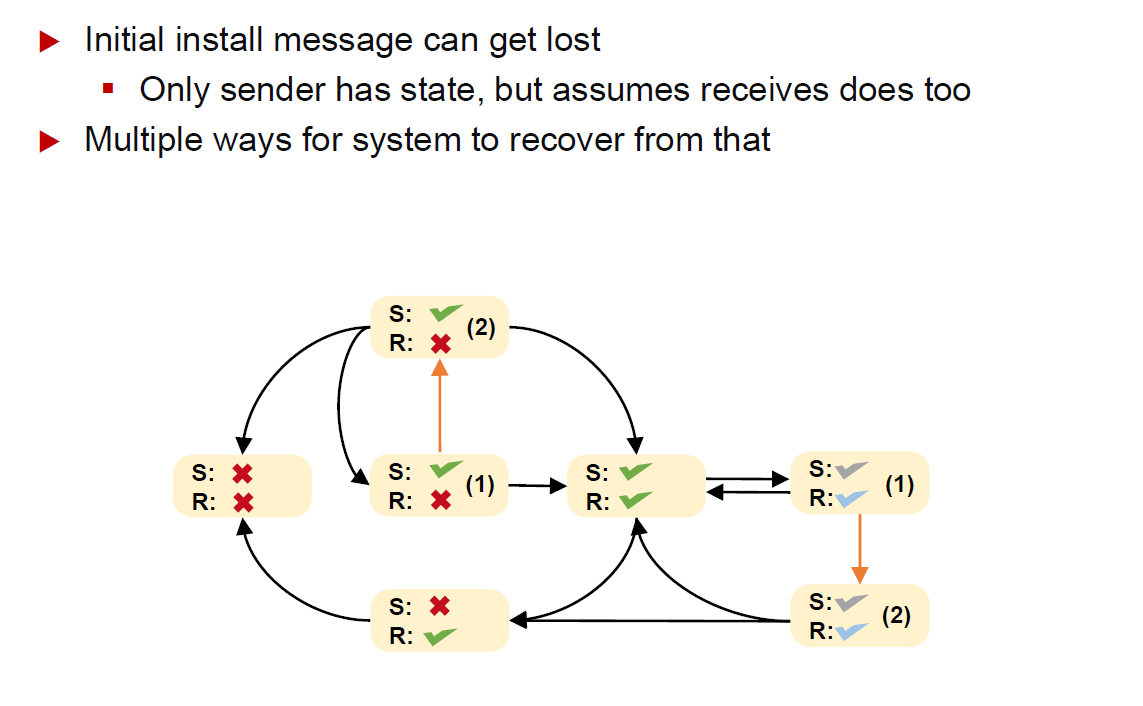 Initial install message can get lost
Only sender has state, but assumes receives does too
Multiple ways for system to recover from that
S:
R:
(2)
S:
R:
S:
R:
(1)
S:
R:
S:
R:
(1)
S:
R:
S:
R:
(2)